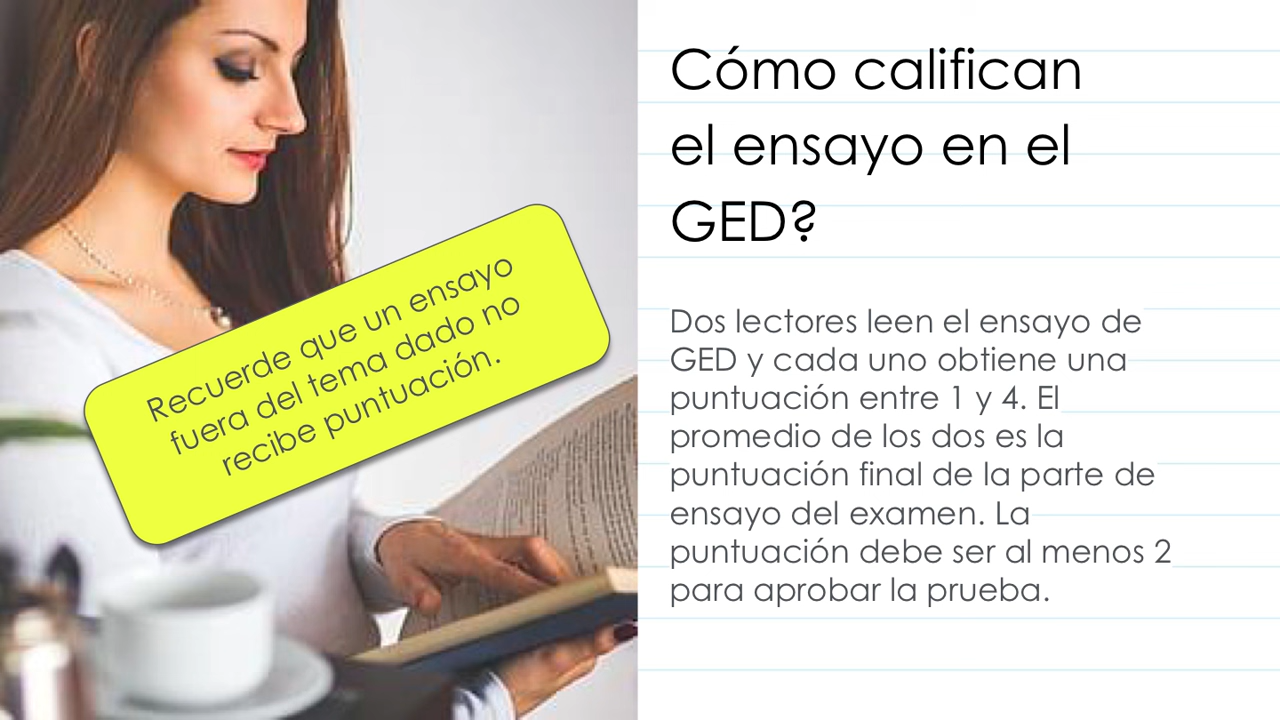 Cómo califican
el ensayo en el
GED?
Recuerde que un ensayo
fuera del tema dado no
recibe puntuación.
Dos lectores leen el ensayo de
GED y cada uno obtiene una
puntuación entre 1 y 4. El
promedio de los dos es la
puntuación final de la parte de
ensayo del examen. La
puntuación debe ser al menos 2
para aprobar la prueba.